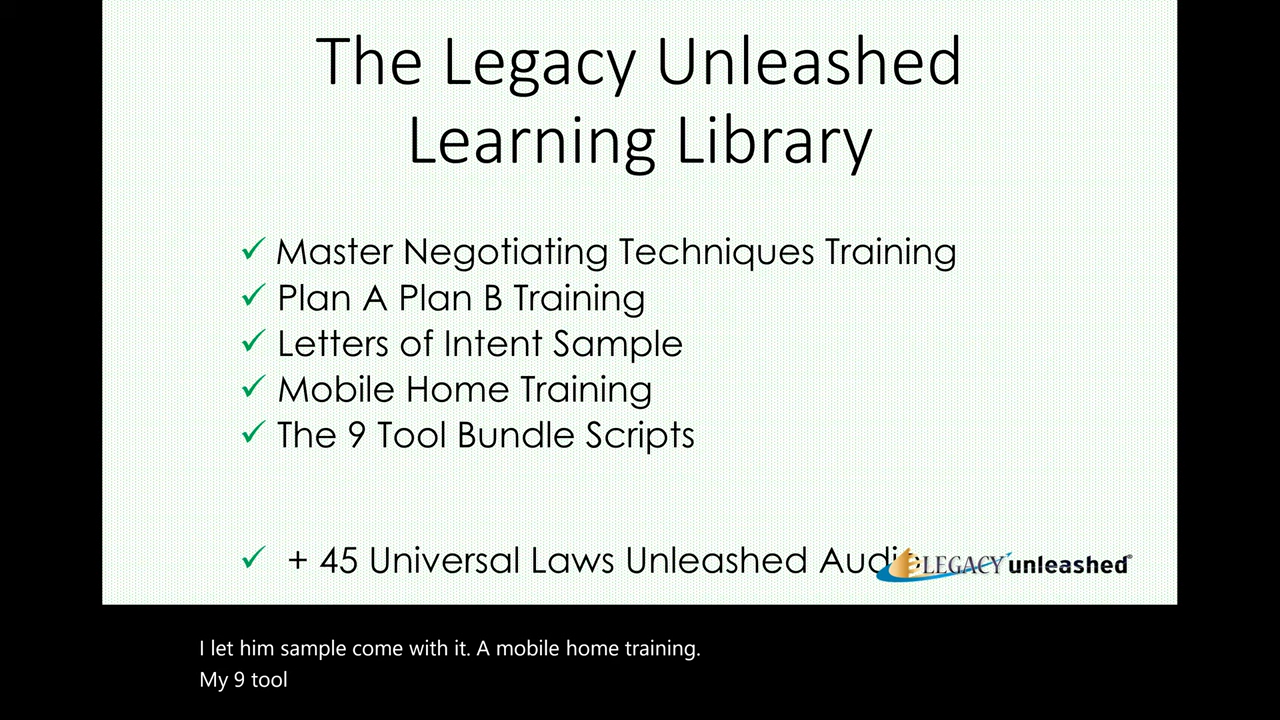 The Legacy Unleashed
Learning Library
✓ Master Negotiating Techniques Training
✓ Plan A Plan B Training
✓ Letters of Intent Sample
✓ Mobile Home Training
✓ The 9 Tool Bundle Scripts
✓ + 45 Universal Laws Unleashed Audio
LEGACY unleashed®
I let him sample come with it. A mobile home training.
My 9 tool